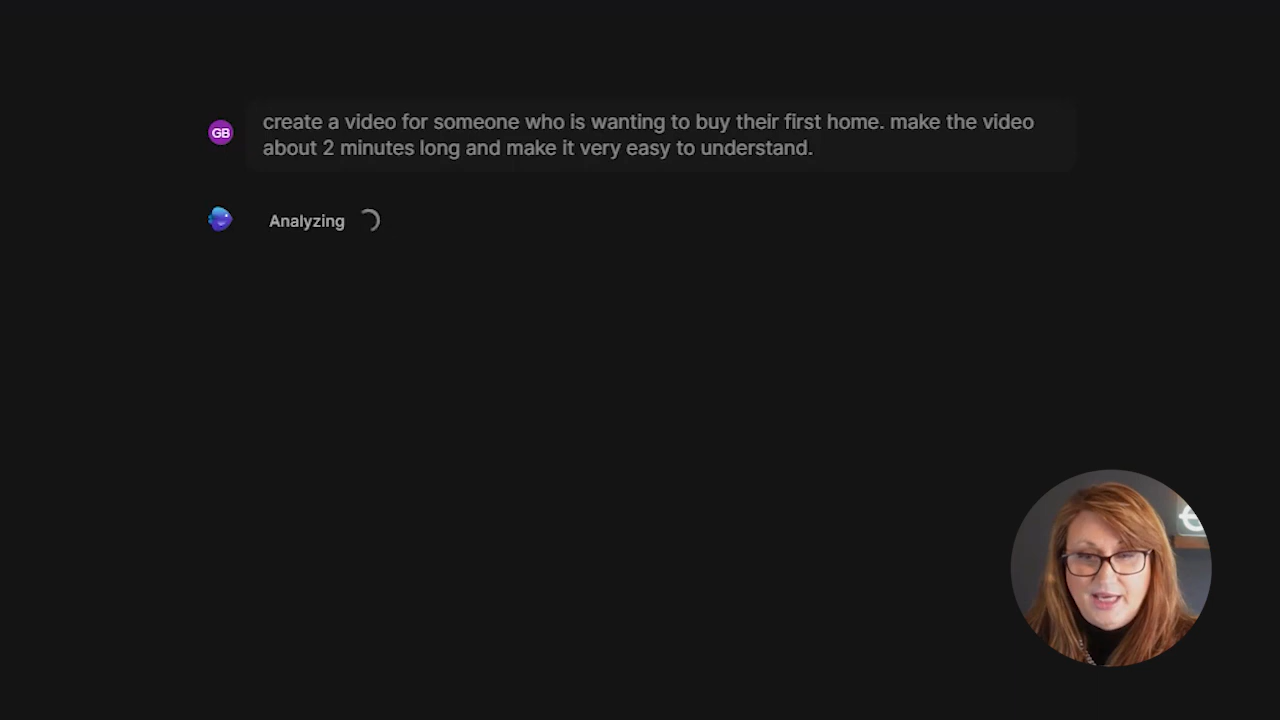 GB
create a video for someone who is wanting to buy their first home. make the video
about 2 minutes long and make it very easy to understand.
Analyzing